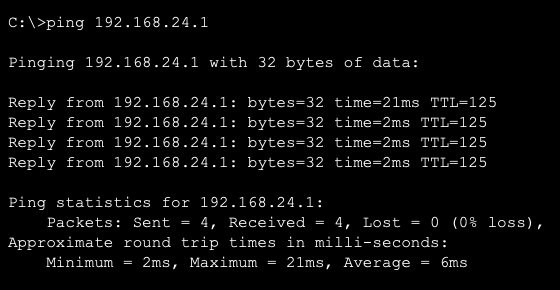 C:\>ping 192.168.24.1
Pinging 192.168.24.1 with 32 bytes of data:
Reply from 192.168.24.1: bytes=32 time=21ms TTL=125
Reply from 192.168.24.1: bytes=32 time=2ms TTL=125
Reply from 192.168.24.1: bytes=32 time=2ms TTL=125
Reply from 192.168.24.1: bytes=32 time=2ms TTL=125
Ping statistics for 192.168.24.1:
    Packets: Sent = 4, Received = 4, Lost = 0 (0% loss),
Approximate round trip times in milli-seconds:
    Minimum = 2ms, Maximum = 21ms, Average = 6ms